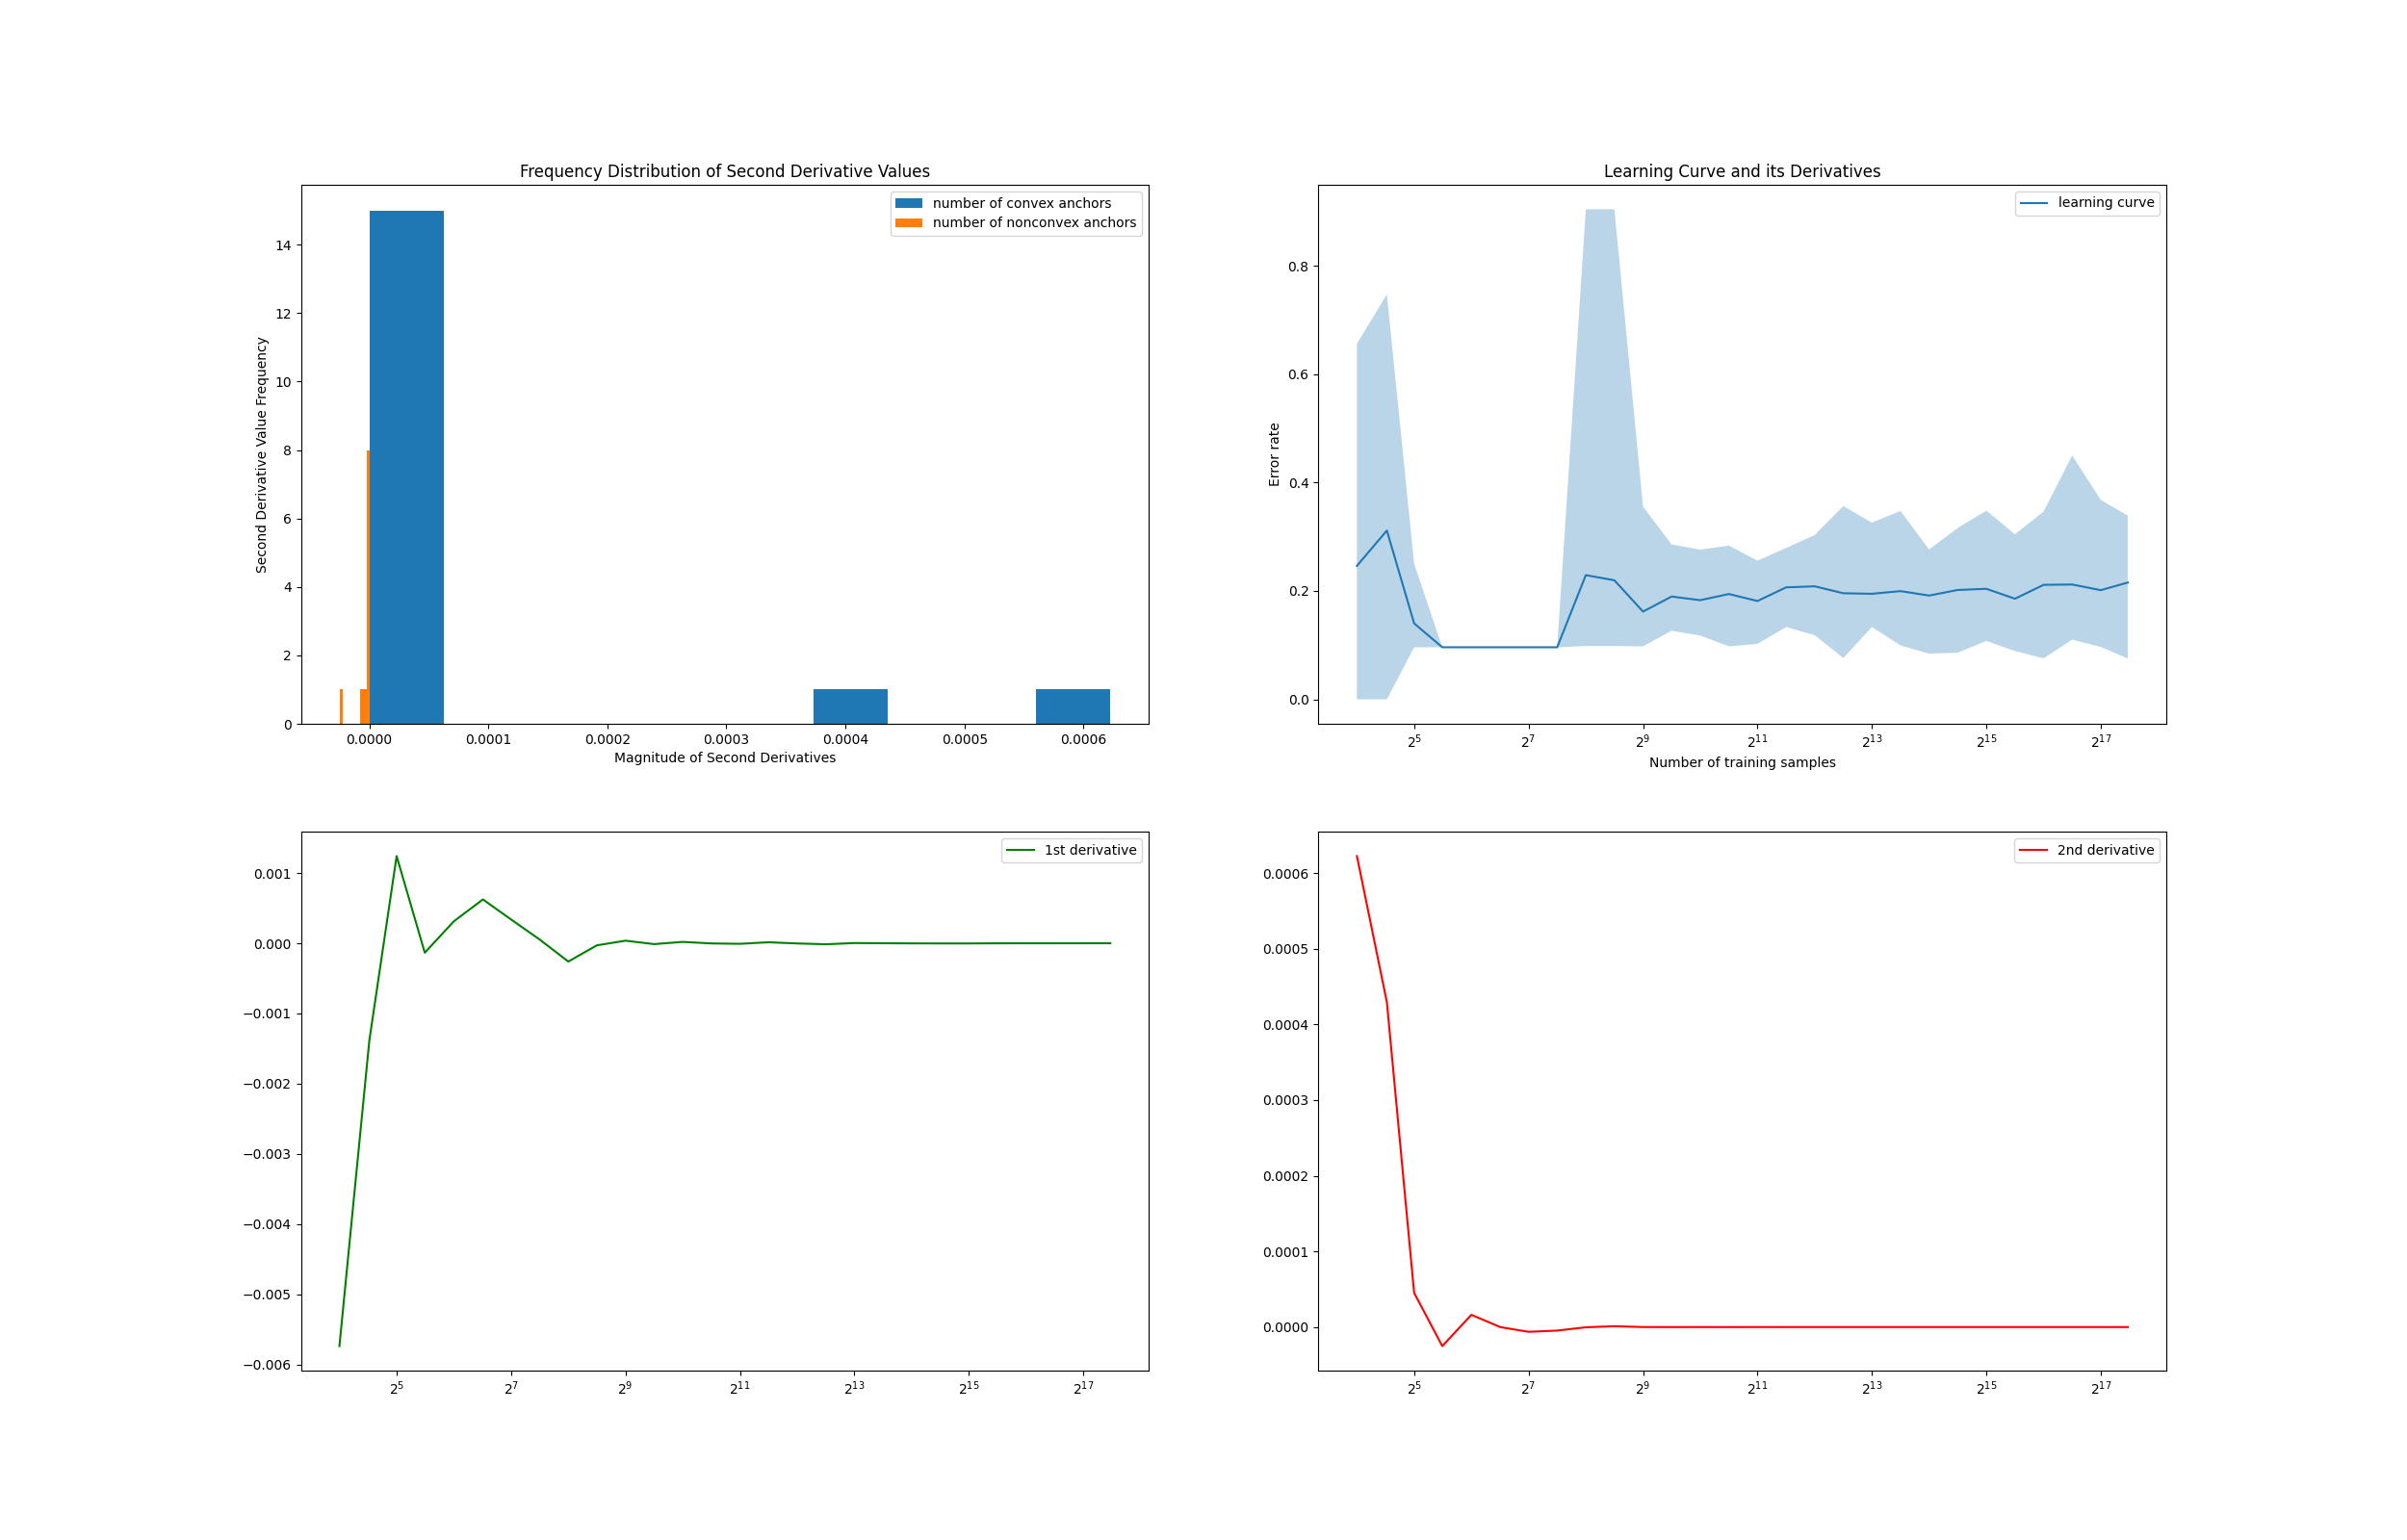 Frequency Distribution of Second Derivative Values
number of convex anchors
number of nonconvex anchors
Second Derivative Value Frequency
14
12
10
8
6
4
2
0
0.0000 0.0001 0.0002 0.0003 0.0004 0.0005 0.0006
Magnitude of Second Derivatives
Learning Curve and its Derivatives
learning curve
Error rate
0.8
0.6
0.4
0.2
0.0
2^5 2^7 2^9 2^11 2^13 2^15 2^17
Number of training samples
1st derivative
0.001
0.000
−0.001
−0.002
−0.003
−0.004
−0.005
−0.006
2^5 2^7 2^9 2^11 2^13 2^15 2^17
2nd derivative
0.0006
0.0005
0.0004
0.0003
0.0002
0.0001
0.0000
2^5 2^7 2^9 2^11 2^13 2^15 2^17